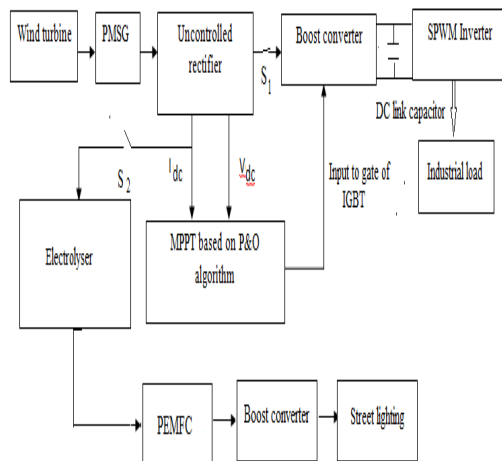 Wind turbine
PMSG
Uncontrolled
rectifier
S1
Boost converter
SPWM Inverter
DC link capacitor
Industrial load
S2
Idc
Vdc
Input to gate of
IGBT
Electrolyser
MPPT based on P&O
algorithm
PEMFC
Boost converter
Street lighting